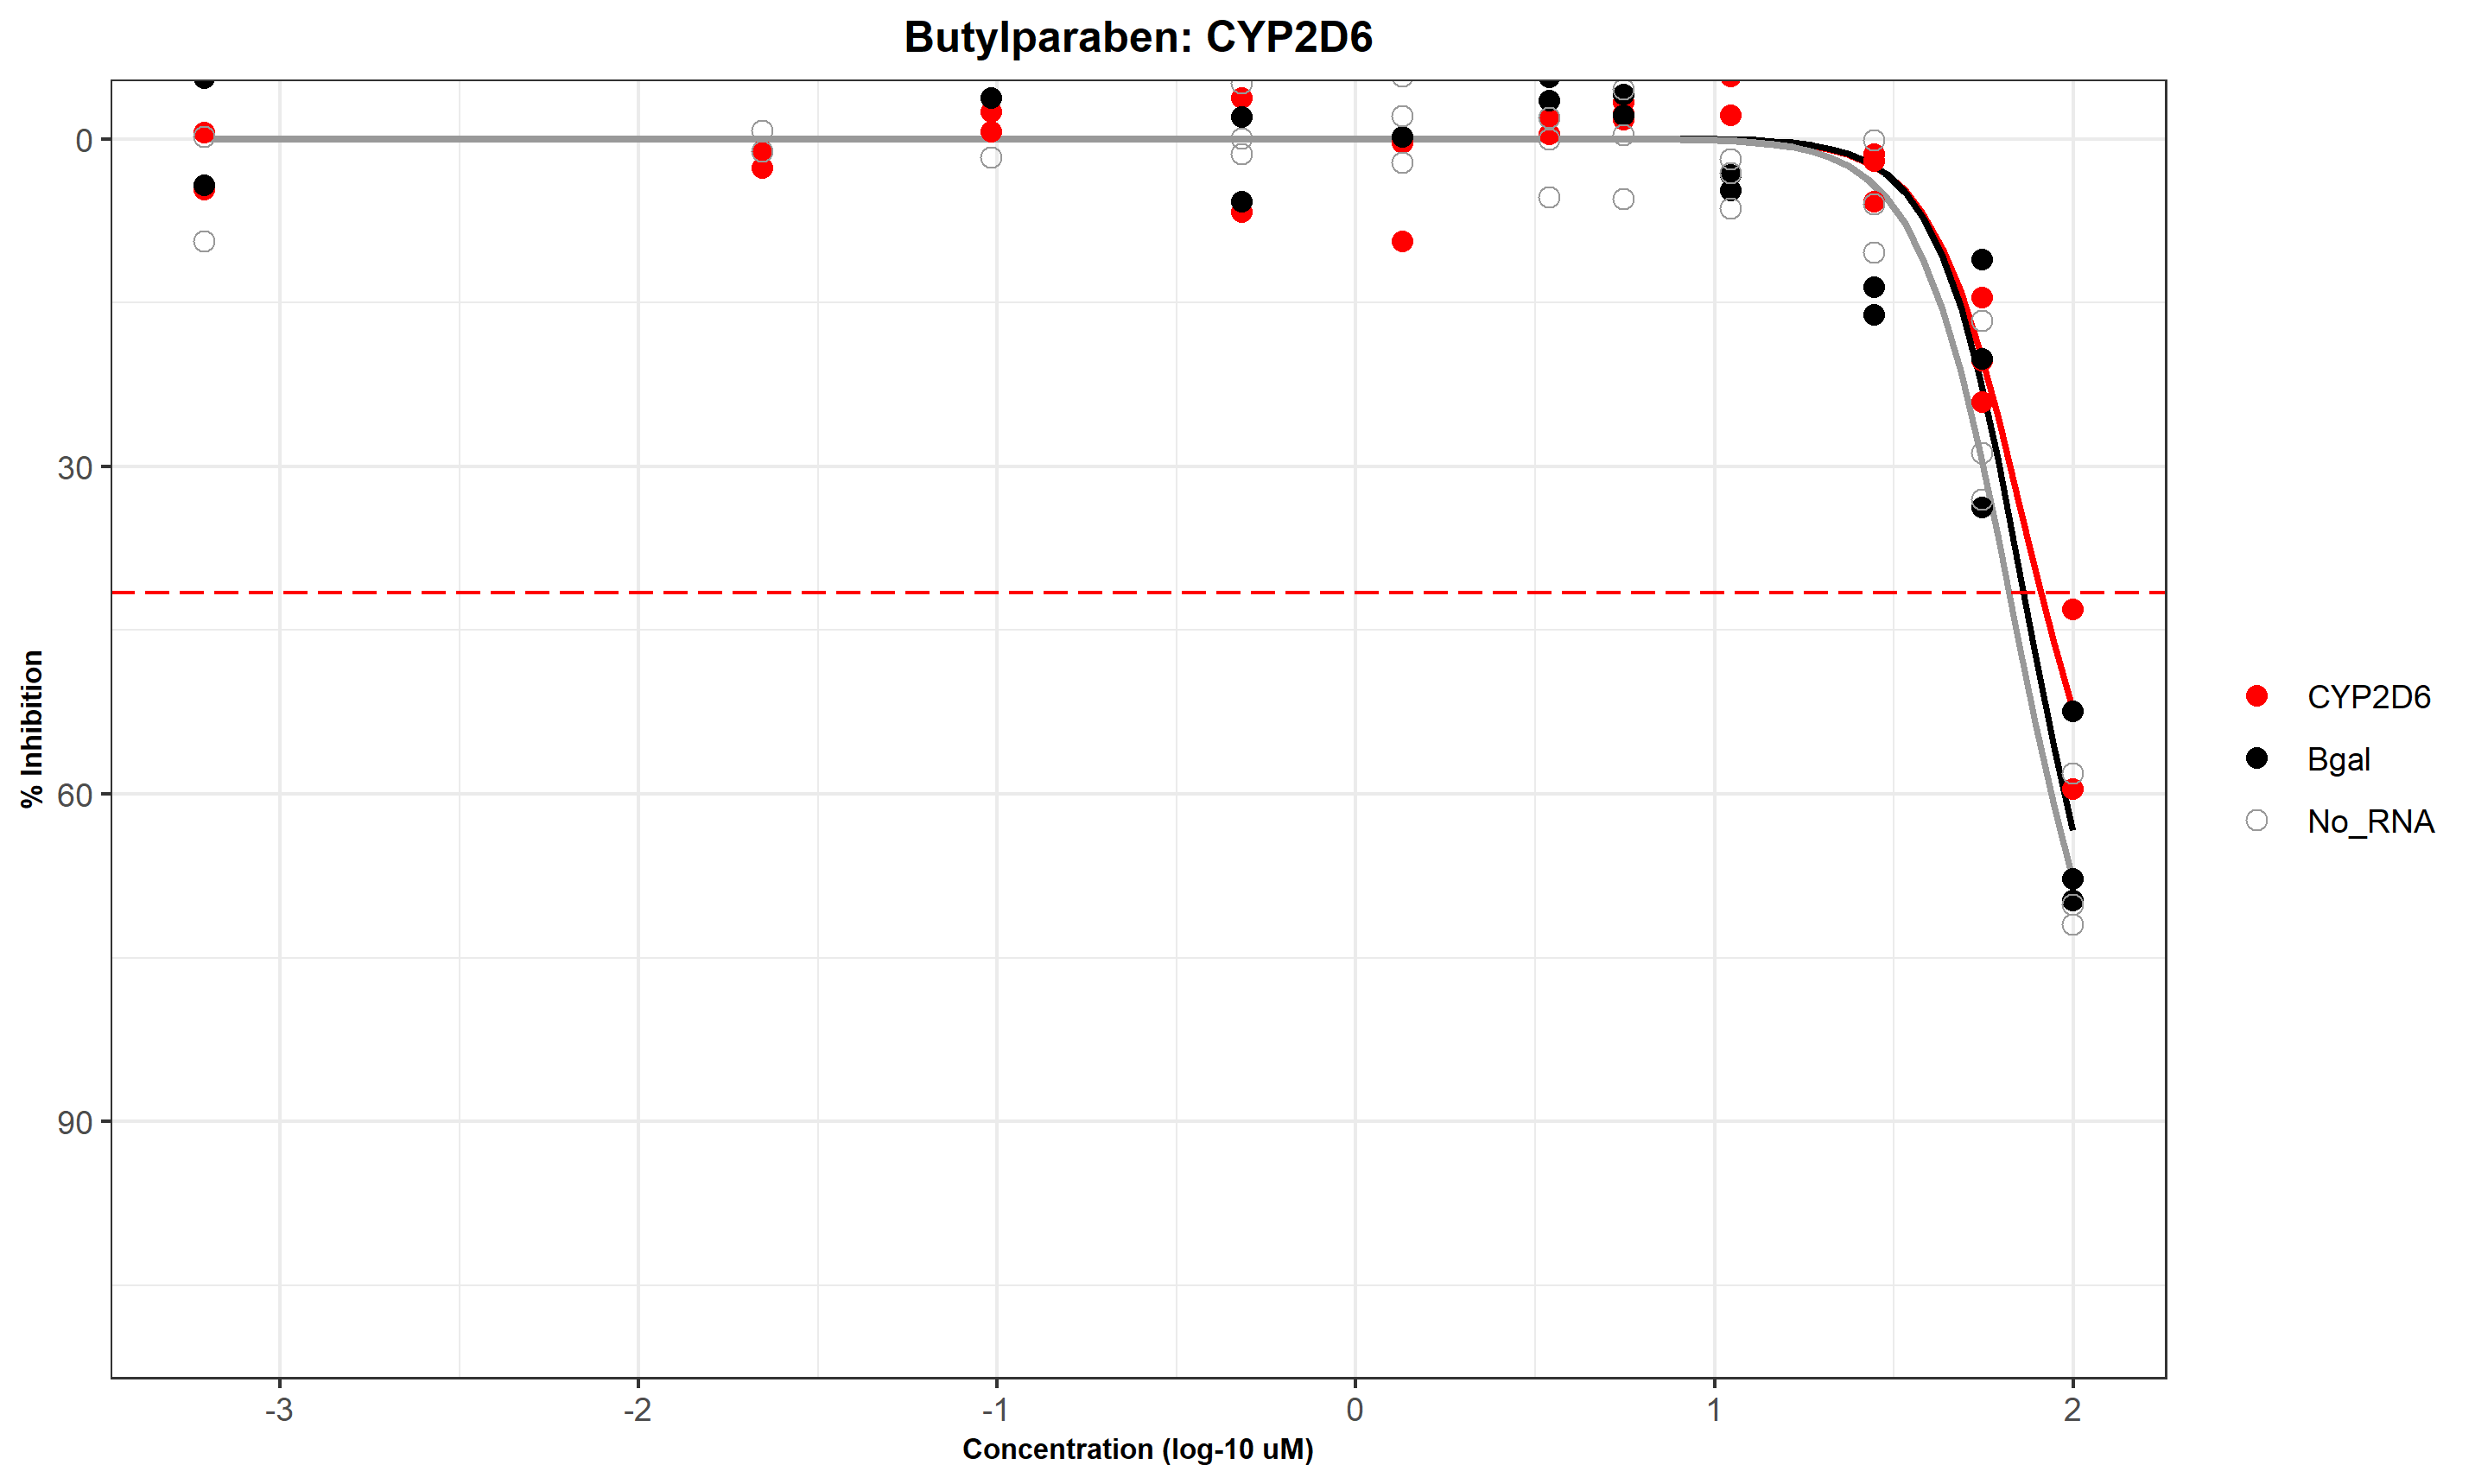 Butylparaben: CYP2D6
% Inhibition
0
30
60
90
-3
-2
-1
0
1
2
Concentration (log-10 uM)
CYP2D6
Bgal
No_RNA